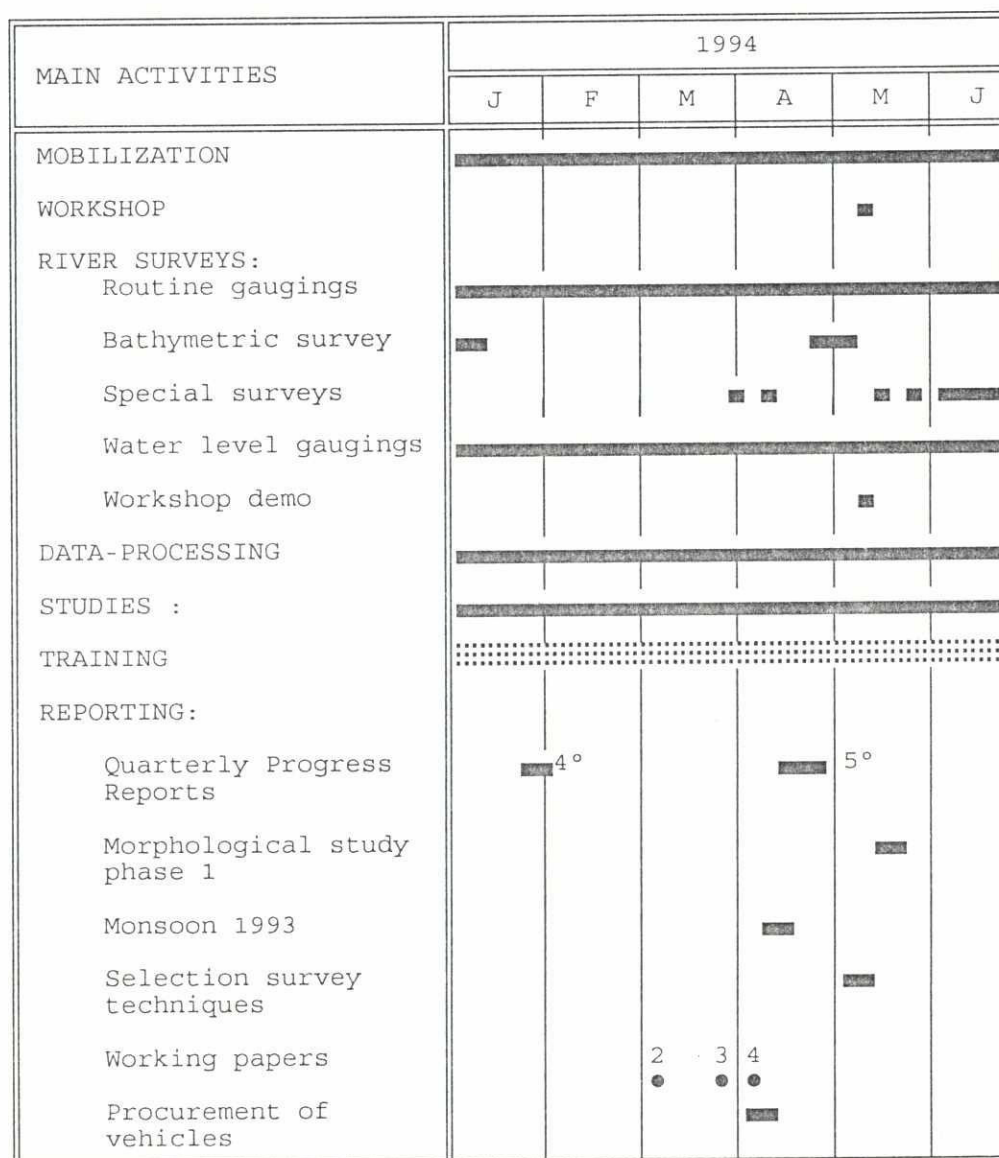 1994
MAIN ACTIVITIES
J F M A M J
MOBILIZATION
WORKSHOP
RIVER SURVEYS:
Routine gaugings
Bathymetric survey
Special surveys
Water level gaugings
Workshop demo
DATA-PROCESSING
STUDIES :
TRAINING
REPORTING:
Quarterly Progress 4° 5°
Reports
Morphological study
phase 1
Monsoon 1993
Selection survey
techniques
Working papers 2 3 4
Procurement of
vehicles